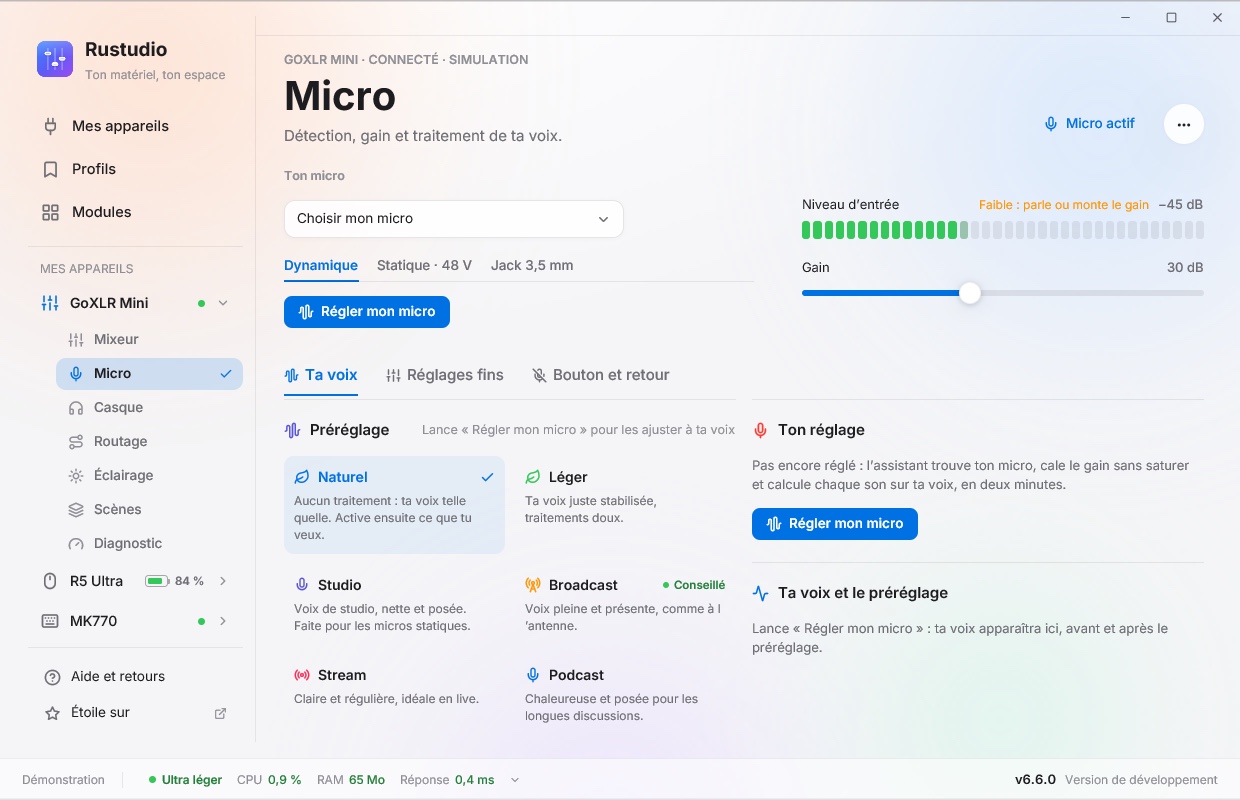 Rustudio
Ton matériel, ton espace
Mes appareils
Profils
Modules
MES APPAREILS
GoXLR Mini
Mixeur
Micro
Casque
Routage
Éclairage
Scènes
Diagnostic
R5 Ultra 84 %
MK770
Aide et retours
Étoile sur
GOXLR MINI · CONNECTÉ · SIMULATION
Micro
Détection, gain et traitement de ta voix.
Micro actif
Ton micro
Choisir mon micro
Dynamique Statique · 48 V Jack 3,5 mm
Régler mon micro
Niveau d’entrée Faible : parle ou monte le gain −45 dB
Gain 30 dB
Ta voix Réglages fins Bouton et retour
Préréglage Lance « Régler mon micro » pour les ajuster à ta voix
Naturel
Aucun traitement : ta voix telle
quelle. Active ensuite ce que tu
veux.
Léger
Ta voix juste stabilisée,
traitements doux.
Studio
Voix de studio, nette et posée.
Faite pour les micros statiques.
Broadcast Conseillé
Voix pleine et présente, comme à l
’antenne.
Stream
Claire et régulière, idéale en live.
Podcast
Chaleureuse et posée pour les
longues discussions.
Ton réglage
Pas encore réglé : l’assistant trouve ton micro, cale le gain sans saturer
et calcule chaque son sur ta voix, en deux minutes.
Régler mon micro
Ta voix et le préréglage
Lance « Régler mon micro » : ta voix apparaîtra ici, avant et après le
préréglage.
Démonstration Ultra léger CPU 0,9 % RAM 65 Mo Réponse 0,4 ms v6.6.0 Version de développement